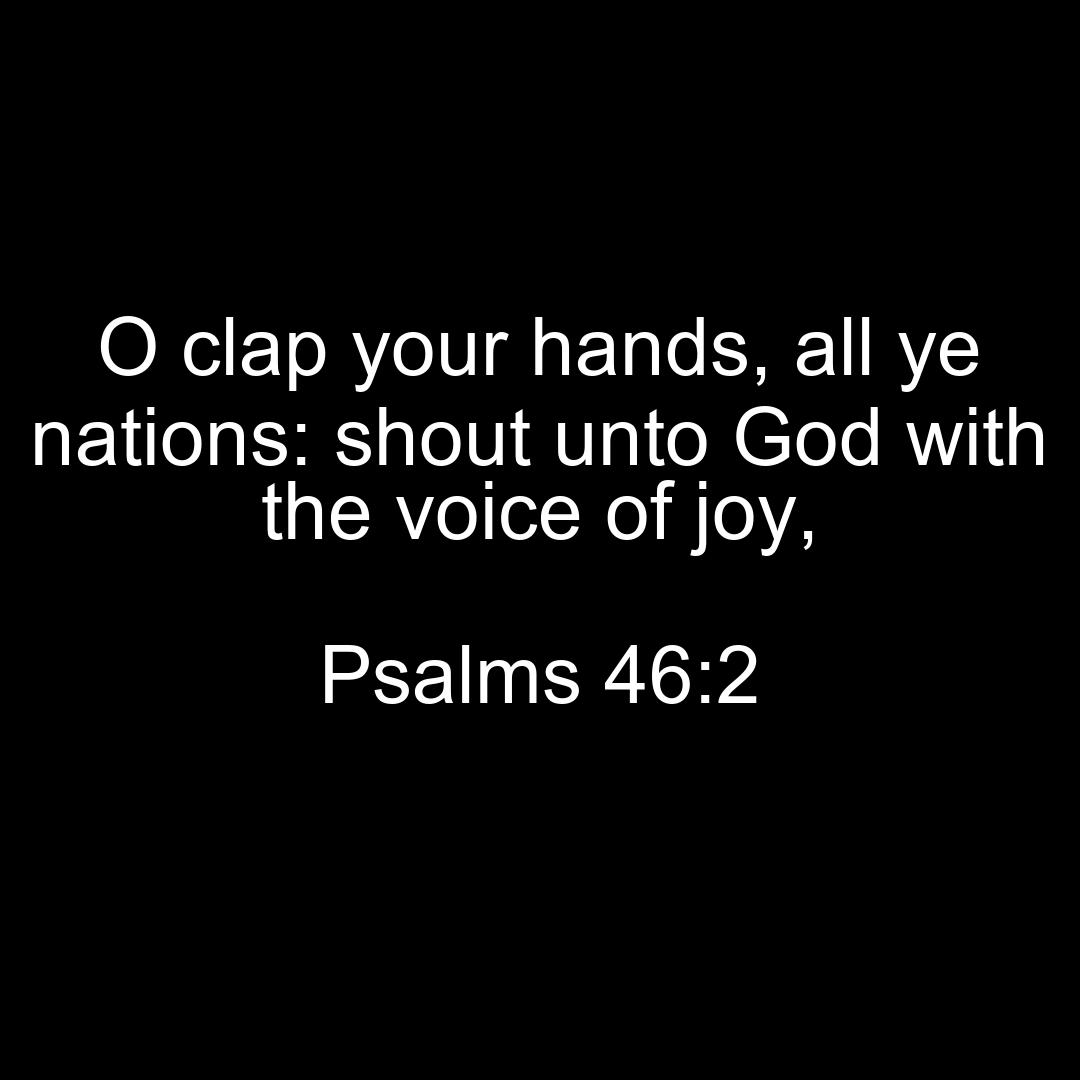 O clap your hands, all ye
nations: shout unto God with
the voice of joy,
Psalms 46:2